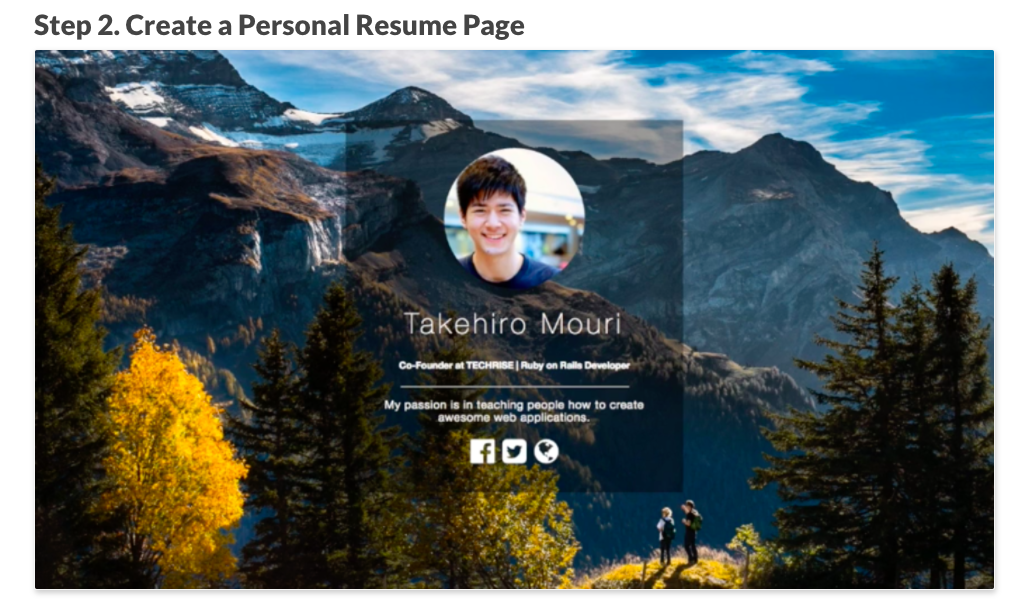 Step 2. Create a Personal Resume Page
Takehiro Mouri
Co-Founder at TECHRISE | Ruby on Rails Developer
My passion is in teaching people how to create
awesome web applications.